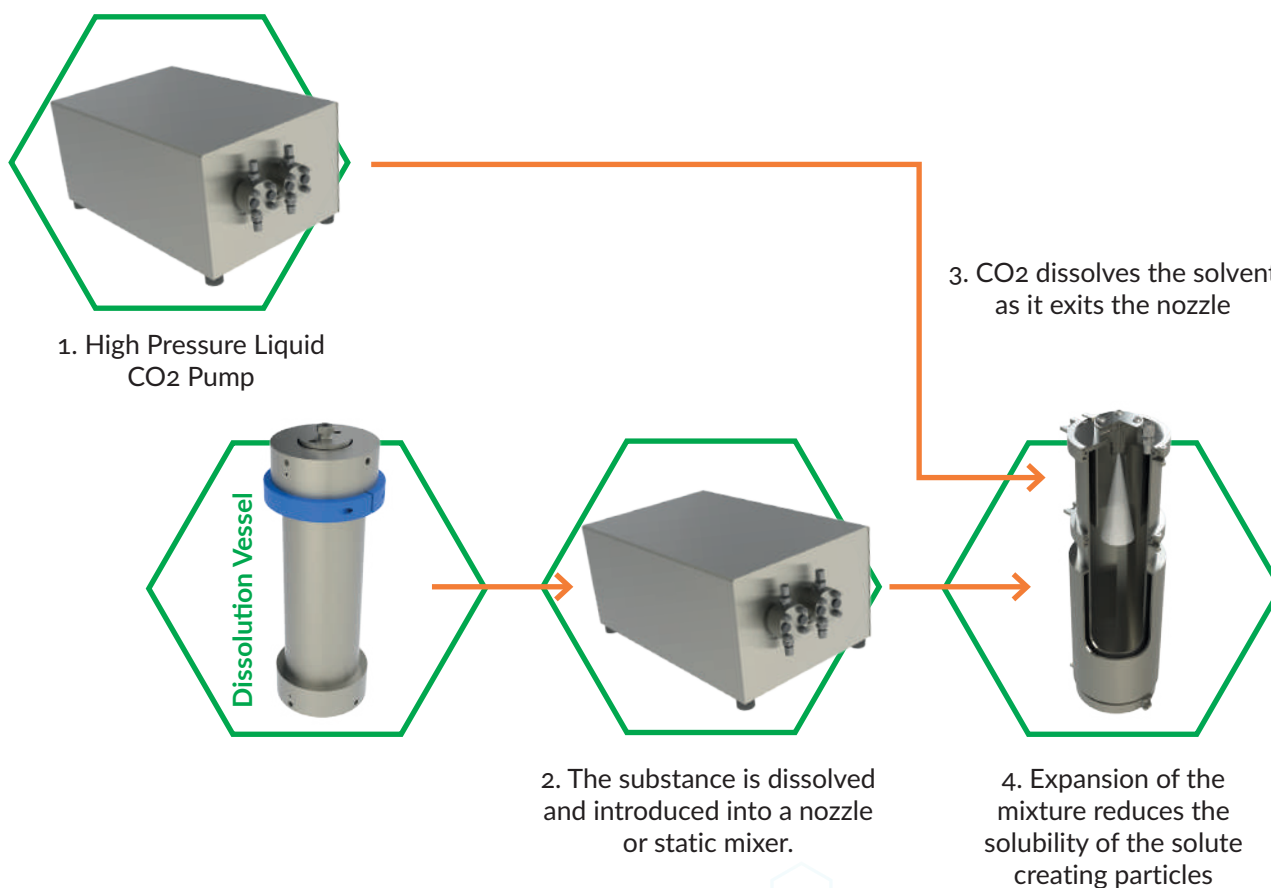 3. CO2 dissolves the solvent
as it exits the nozzle
1. High Pressure Liquid
CO2 Pump
Dissolution Vessel
2. The substance is dissolved
and introduced into a nozzle
or static mixer.
4. Expansion of the
mixture reduces the
solubility of the solute
creating particles